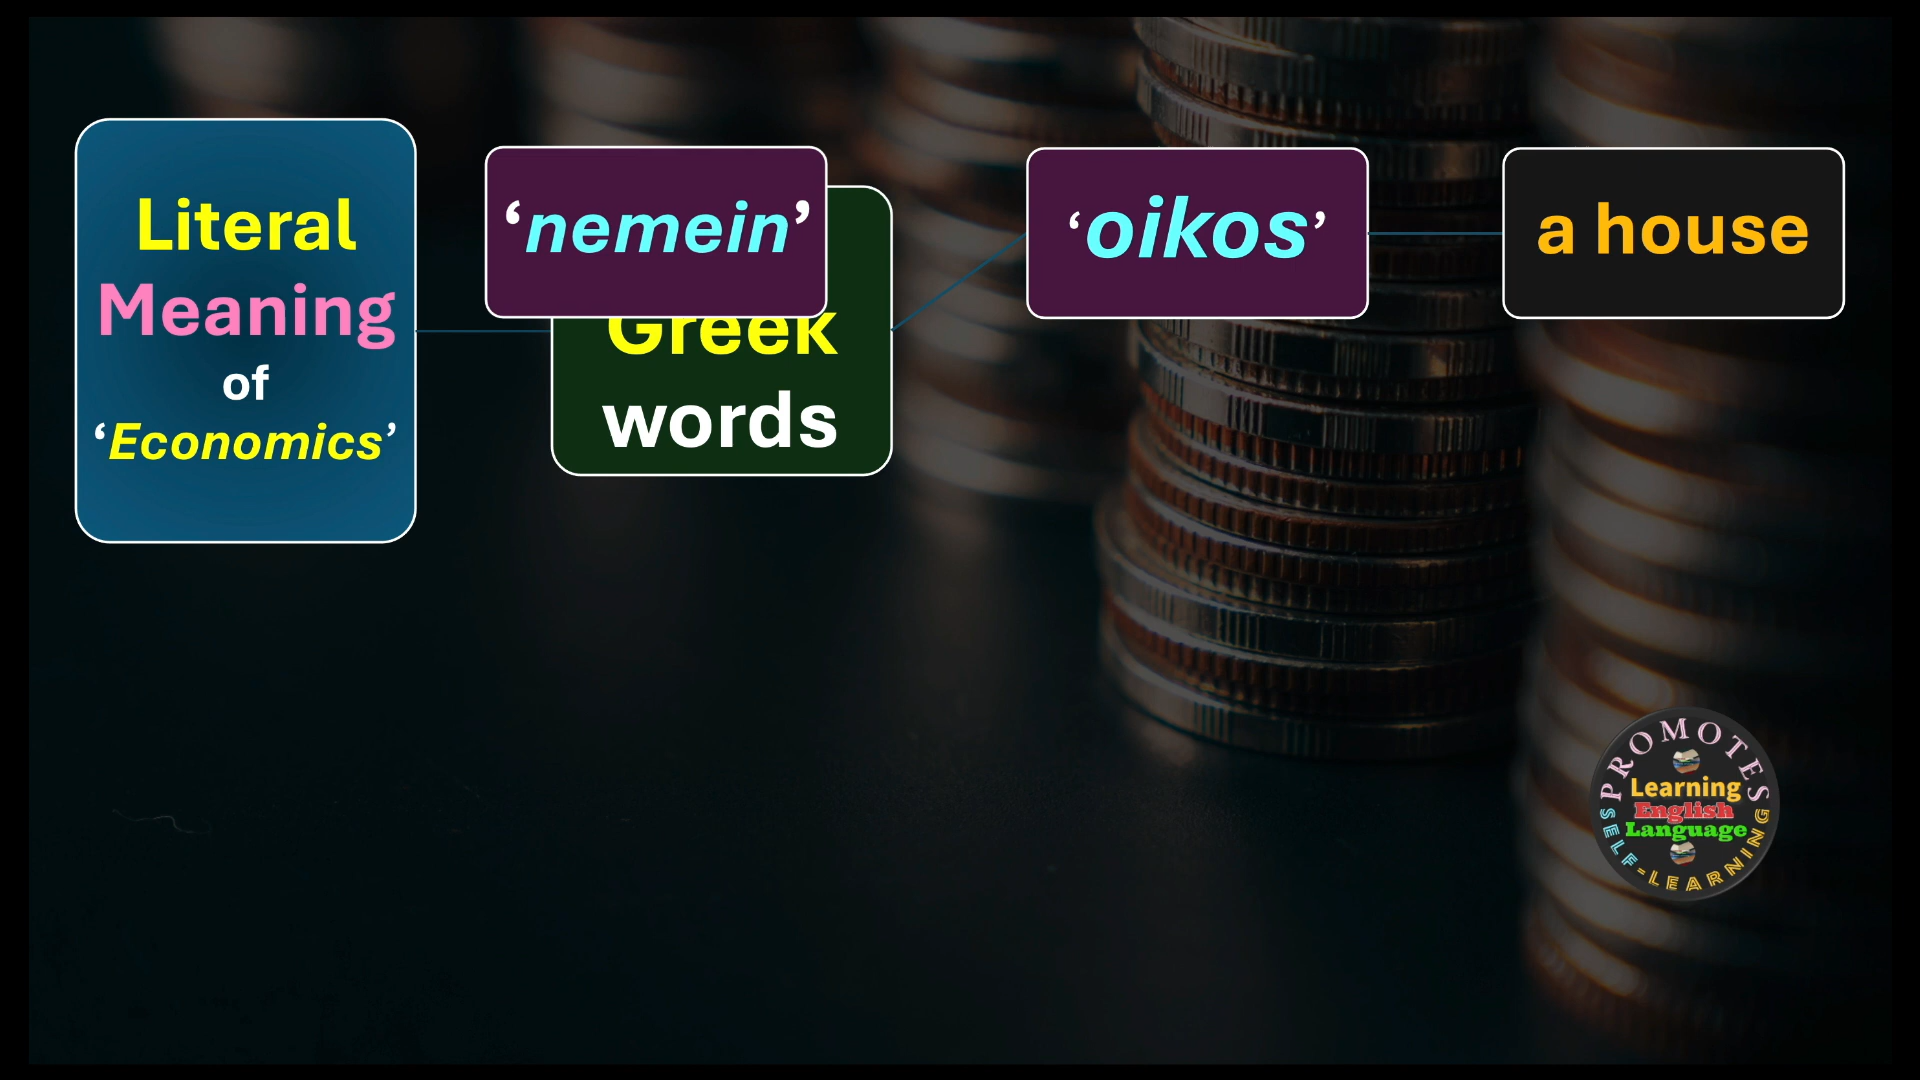 Literal
Meaning
of
‘Economics’
‘nemein’
Greek
words
‘oikos’
a house
PROMOTES
Learning
English
Language
SELF-LEARNING